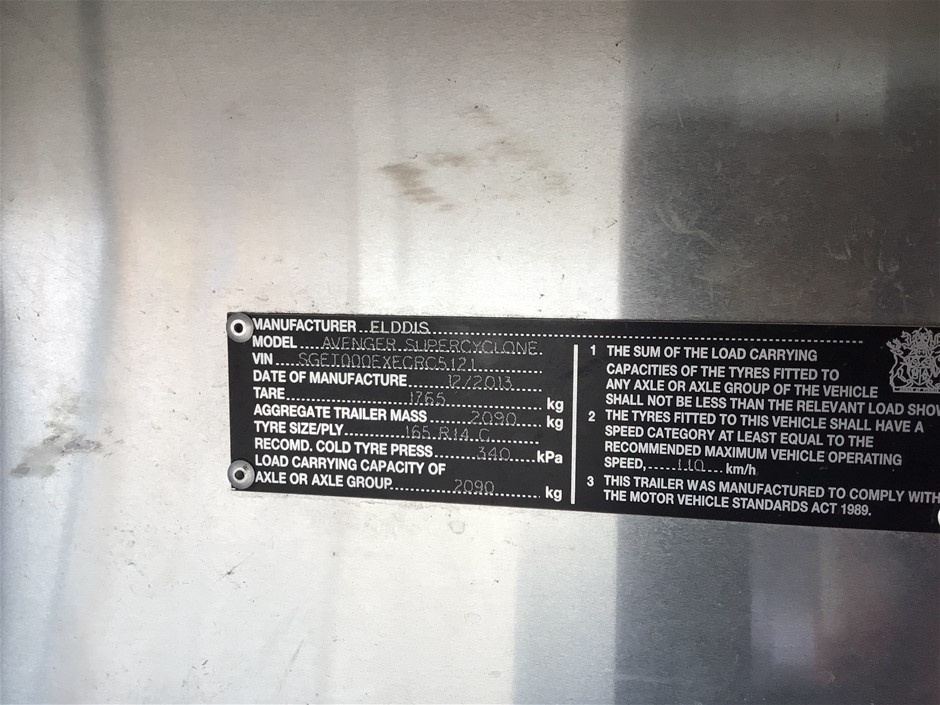 MANUFACTURER ELDDIS
MODEL AVENGER SUPERCYCLONE
VIN SGET000EXECRC5121
DATE OF MANUFACTURE 12/2013
TARE 1765 kg
AGGREGATE TRAILER MASS 2090 kg
TYRE SIZE/PLY 165 R14 C
RECOMD. COLD TYRE PRESS 340 kPa
LOAD CARRYING CAPACITY OF
AXLE OR AXLE GROUP 2090 kg
1 THE SUM OF THE LOAD CARRYING
CAPACITIES OF THE TYRES FITTED TO
ANY AXLE OR AXLE GROUP OF THE VEHICLE
SHALL NOT BE LESS THAN THE RELEVANT LOAD SHOW
2 THE TYRES FITTED TO THIS VEHICLE SHALL HAVE A
SPEED CATEGORY AT LEAST EQUAL TO THE
RECOMMENDED MAXIMUM VEHICLE OPERATING
SPEED, 110 km/h
3 THIS TRAILER WAS MANUFACTURED TO COMPLY WITH
THE MOTOR VEHICLE STANDARDS ACT 1989.